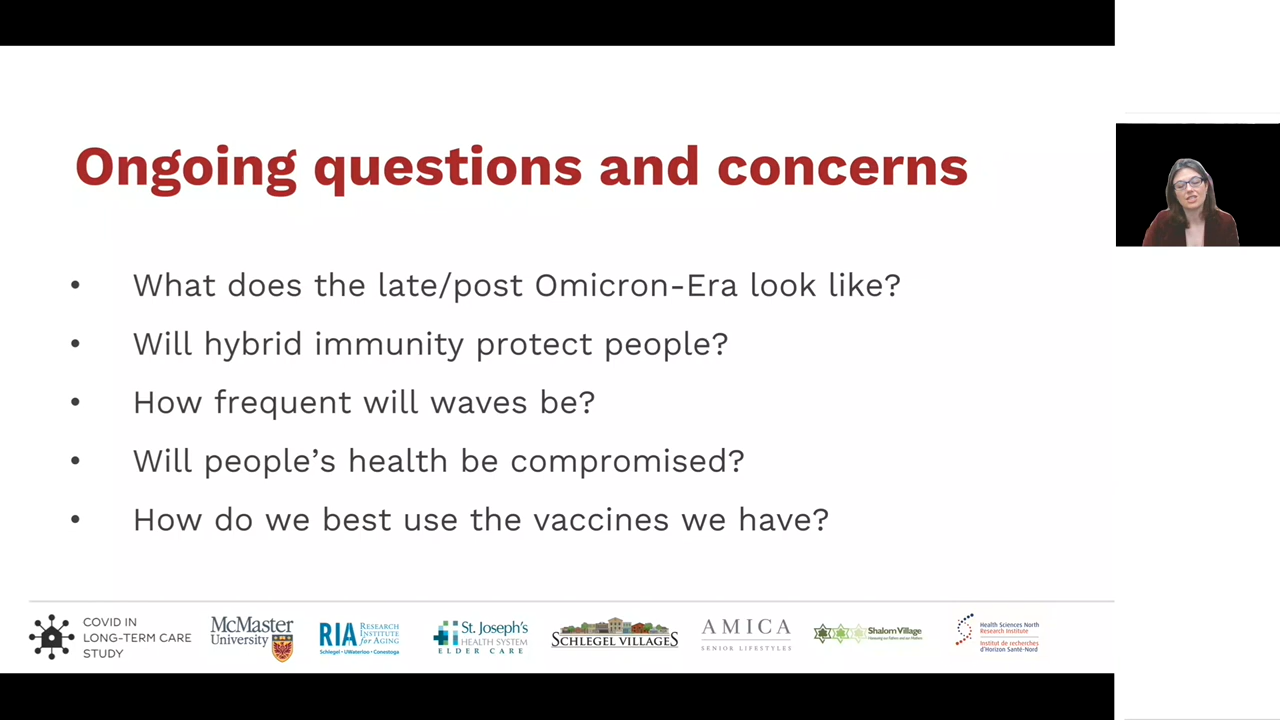 Ongoing questions and concerns
• What does the late/post Omicron-Era look like?
• Will hybrid immunity protect people?
• How frequent will waves be?
• Will people’s health be compromised?
• How do we best use the vaccines we have?
COVID IN
LONG-TERM CARE
STUDY
McMaster
University
RIA
RESEARCH
INSTITUTE
for AGING
Schlegel • UWaterloo • Conestoga
St. Joseph's
HEALTH SYSTEM
ELDER CARE
SCHLEGEL VILLAGES
AMICA
SENIOR LIFESTYLES
Shalom Village
Health Sciences North
Research Institute
Institut de recherches
d'Horizon Santé-Nord